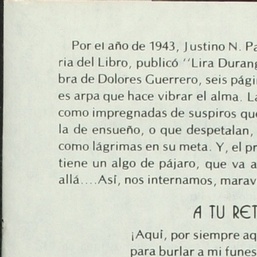 Por el año de 1943, Justino N. Pa
ria del Libro, publicó "Lira Durang
bra de Dolores Guerrero, seis pági
es arpa que hace vibrar el alma. La
como impregnadas de suspiros que
la de ensueño, o que despetalan,
como lágrimas en su meta. Y, el pr
tiene un algo de pájaro, que va a
allá....Así, nos internamos, marav
A TU RET
¡Aquí, por siempre aq
para burlar a mi funes